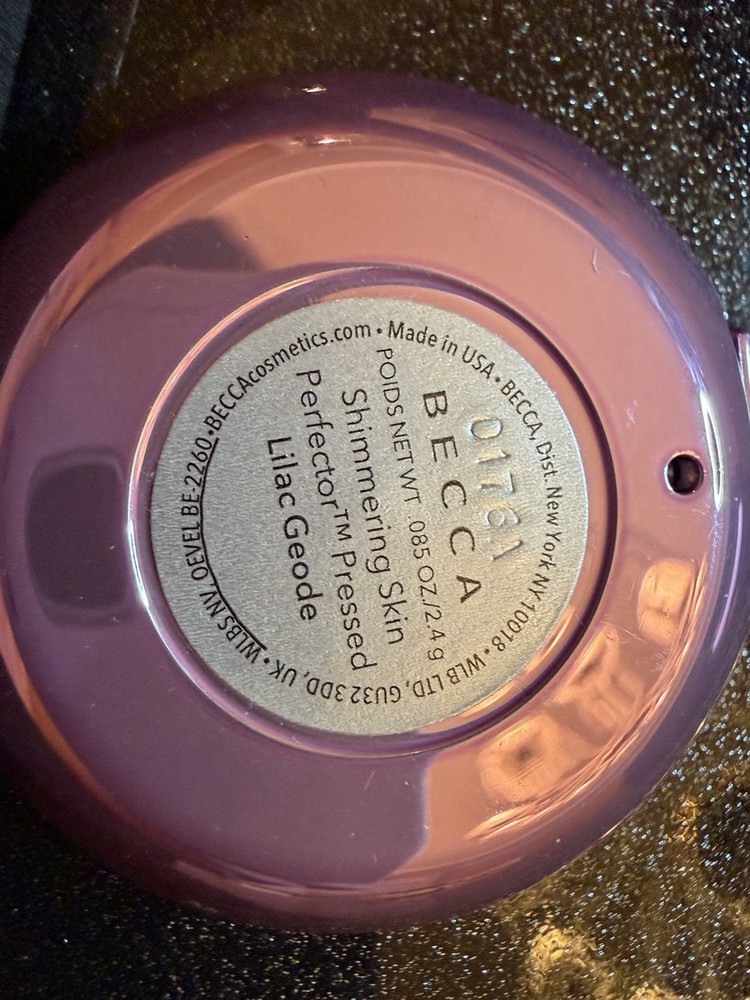 01761
BECCA
POIDS NET WT .085 OZ./2.4 g
Shimmering Skin
Perfector™ Pressed
Lilac Geode
BECCAcosmetics.com • Made in USA • BECCA, Dist. New York NY 10018 • WLB LTD, GU32 3DD, UK • WLBS NV, OEVEL BE-2260 •